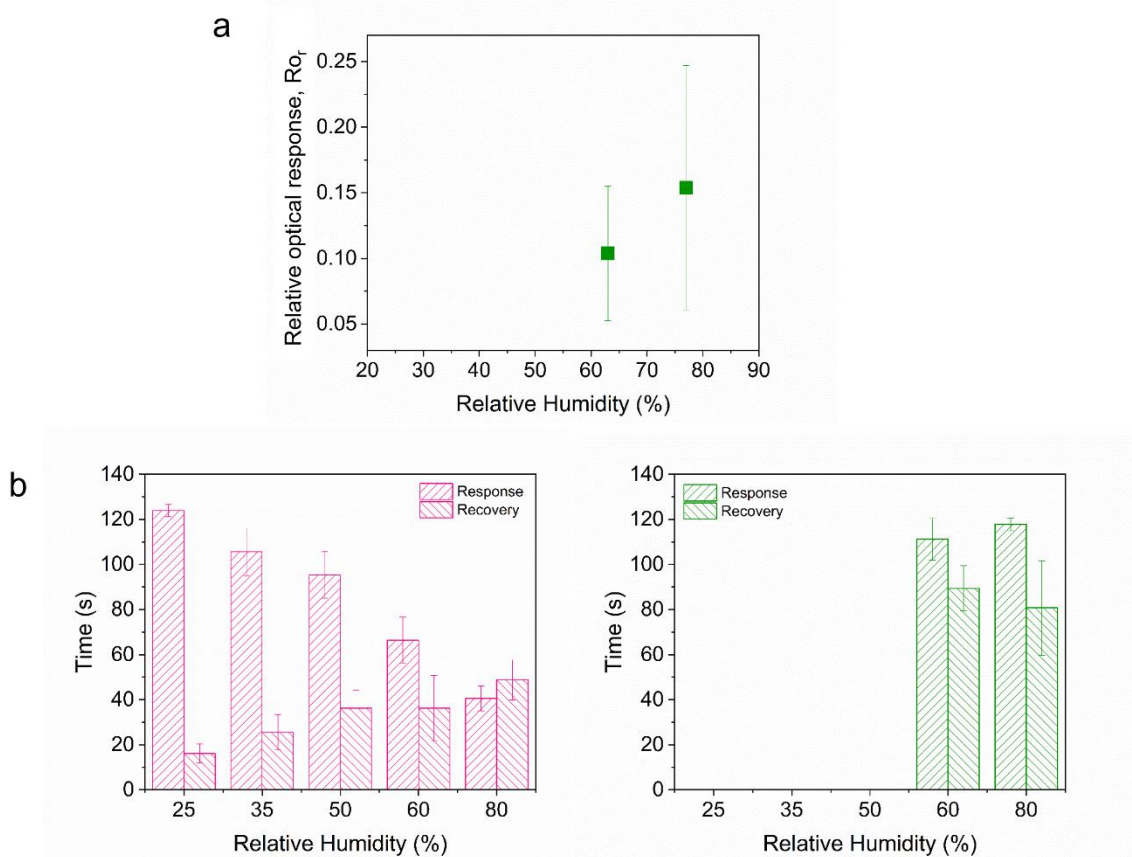 a
Relative optical response, Roᵣ
0.25
0.20
0.15
0.10
0.05
20 30 40 50 60 70 80 90
Relative Humidity (%)
b
Time (s)
140
120
100
80
60
40
20
0
Response
Recovery
25 35 50 60 80
Relative Humidity (%)
Time (s)
140
120
100
80
60
40
20
0
Response
Recovery
25 35 50 60 80
Relative Humidity (%)